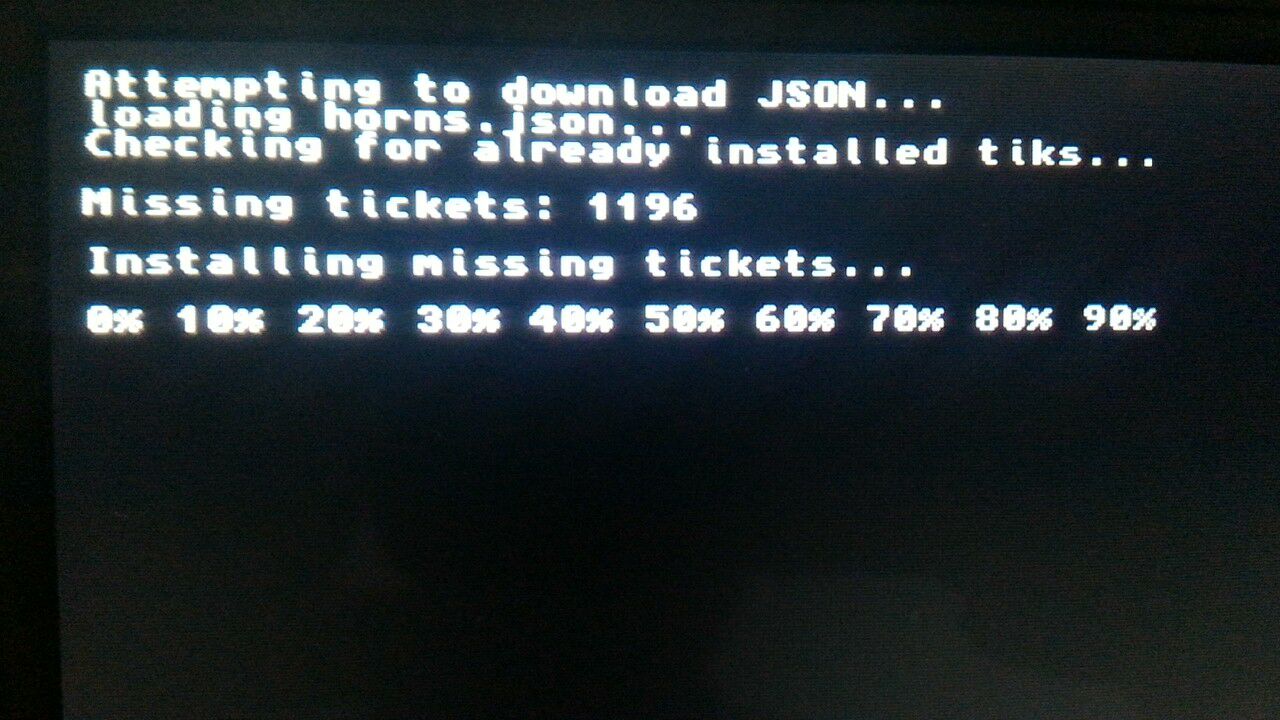 Attempting to download JSON...
loading horns.json...
Checking for already installed tiks...
Missing tickets: 1196
Installing missing tickets...
0% 10% 20% 30% 40% 50% 60% 70% 80% 90%